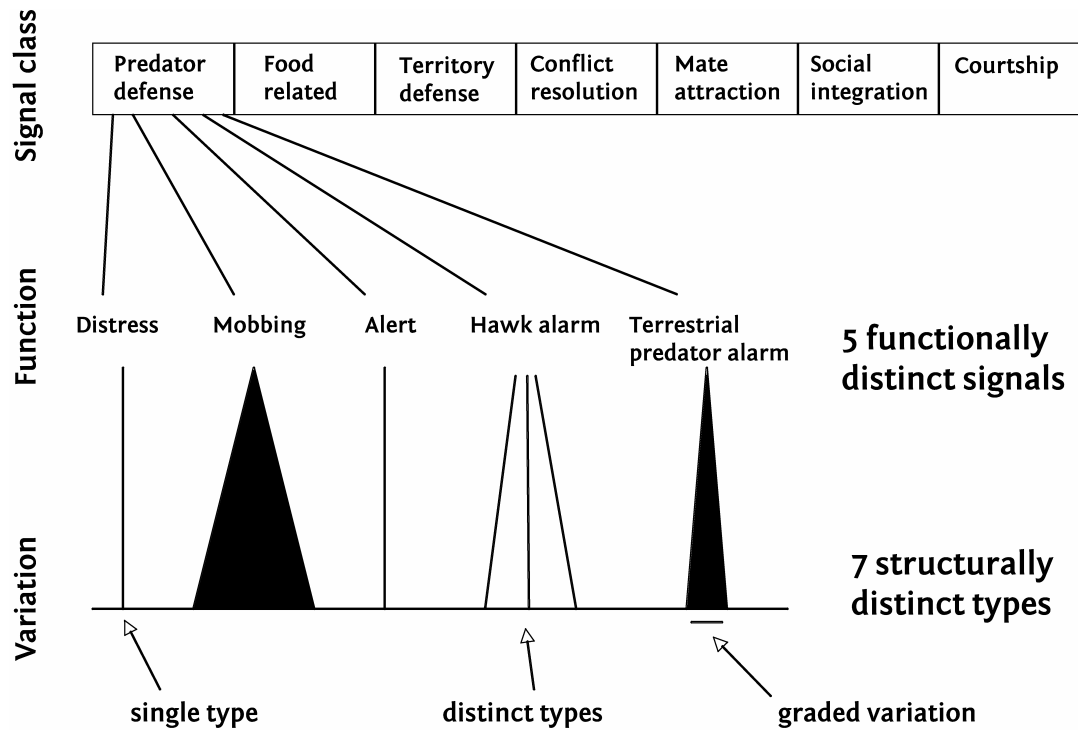 Signal class
Predator
defense
Food
related
Territory
defense
Conflict
resolution
Mate
attraction
Social
integration
Courtship
Function
Distress
Mobbing
Alert
Hawk alarm
Terrestrial
predator alarm
5 functionally
distinct signals
Variation
7 structurally
distinct types
single type
distinct types
graded variation